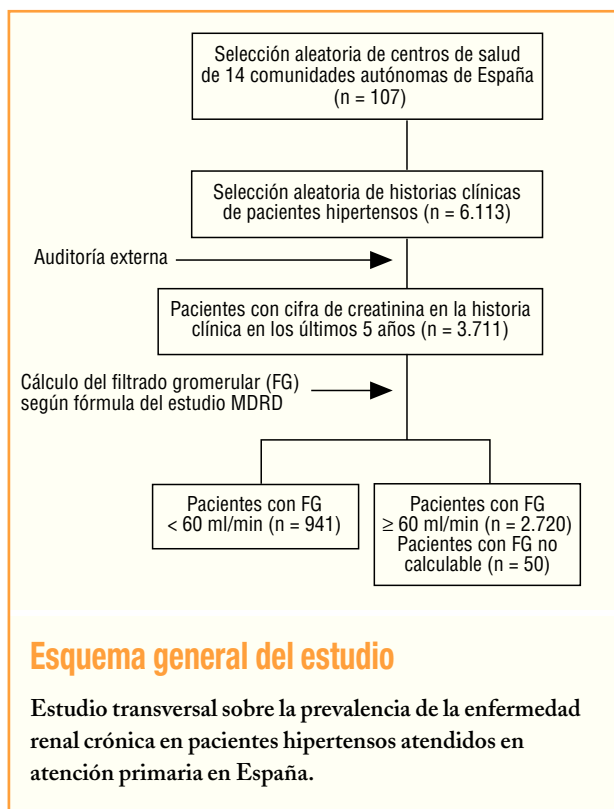 Selección aleatoria de centros de salud
de 14 comunidades autónomas de España
(n = 107)
Selección aleatoria de historias clínicas
de pacientes hipertensos (n = 6.113)
Auditoría externa
Pacientes con cifra de creatinina en la historia
clínica en los últimos 5 años (n = 3.711)
Cálculo del filtrado gromerular (FG)
según fórmula del estudio MDRD
Pacientes con FG
< 60 ml/min (n = 941)
Pacientes con FG
≥ 60 ml/min (n = 2.720)
Pacientes con FG no
calculable (n = 50)
Esquema general del estudio
Estudio transversal sobre la prevalencia de la enfermedad
renal crónica en pacientes hipertensos atendidos en
atención primaria en España.